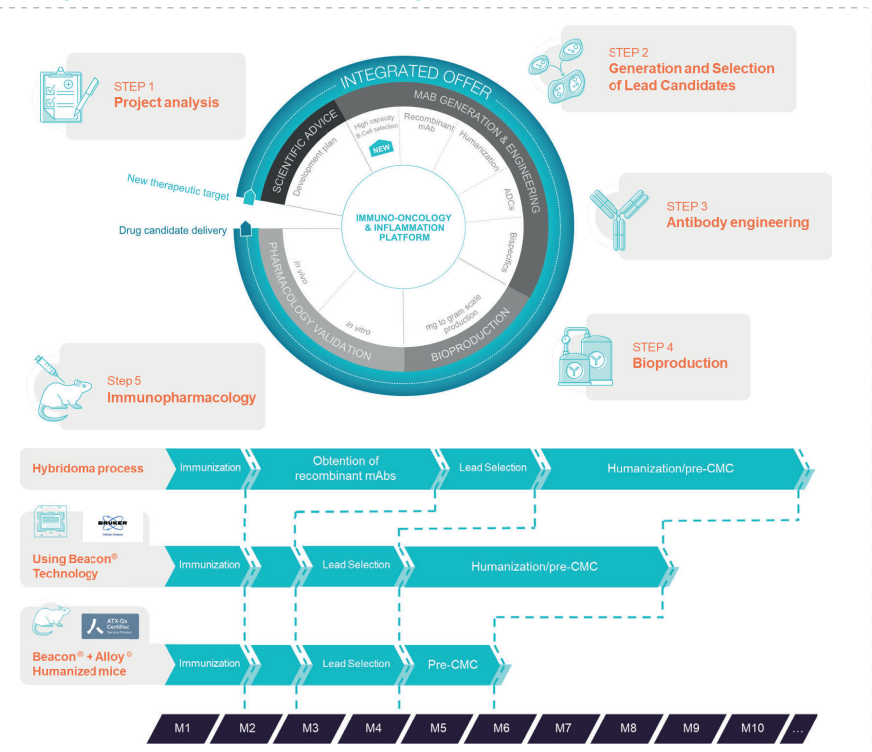 STEP 1
Project analysis
STEP 2
Generation and Selection
of Lead Candidates
STEP 3
Antibody engineering
STEP 4
Bioproduction
Step 5
Immunopharmacology
New therapeutic target
Drug candidate delivery
INTEGRATED OFFER
SCIENTIFIC ADVICE
Development plan
MAB GENERATION & ENGINEERING
High capacity
B-Cell selection
NEW
Recombinant
mAb
Humanization
ADCs
Bispecifics
BIOPRODUCTION
mg to gram scale
production
PHARMACOLOGY VALIDATION
in vitro
in vivo
IMMUNO-ONCOLOGY
& INFLAMMATION
PLATFORM
Hybridoma process
Immunization
Obtention of
recombinant mAbs
Lead Selection
Humanization/pre-CMC
BRUKER
Cellular Analysis
Using Beacon®
Technology
Immunization
Lead Selection
Humanization/pre-CMC
ATX-Gx
Certified
Service Provider
Beacon® + Alloy®
Humanized mice
Immunization
Lead Selection
Pre-CMC
M1
M2
M3
M4
M5
M6
M7
M8
M9
M10
...